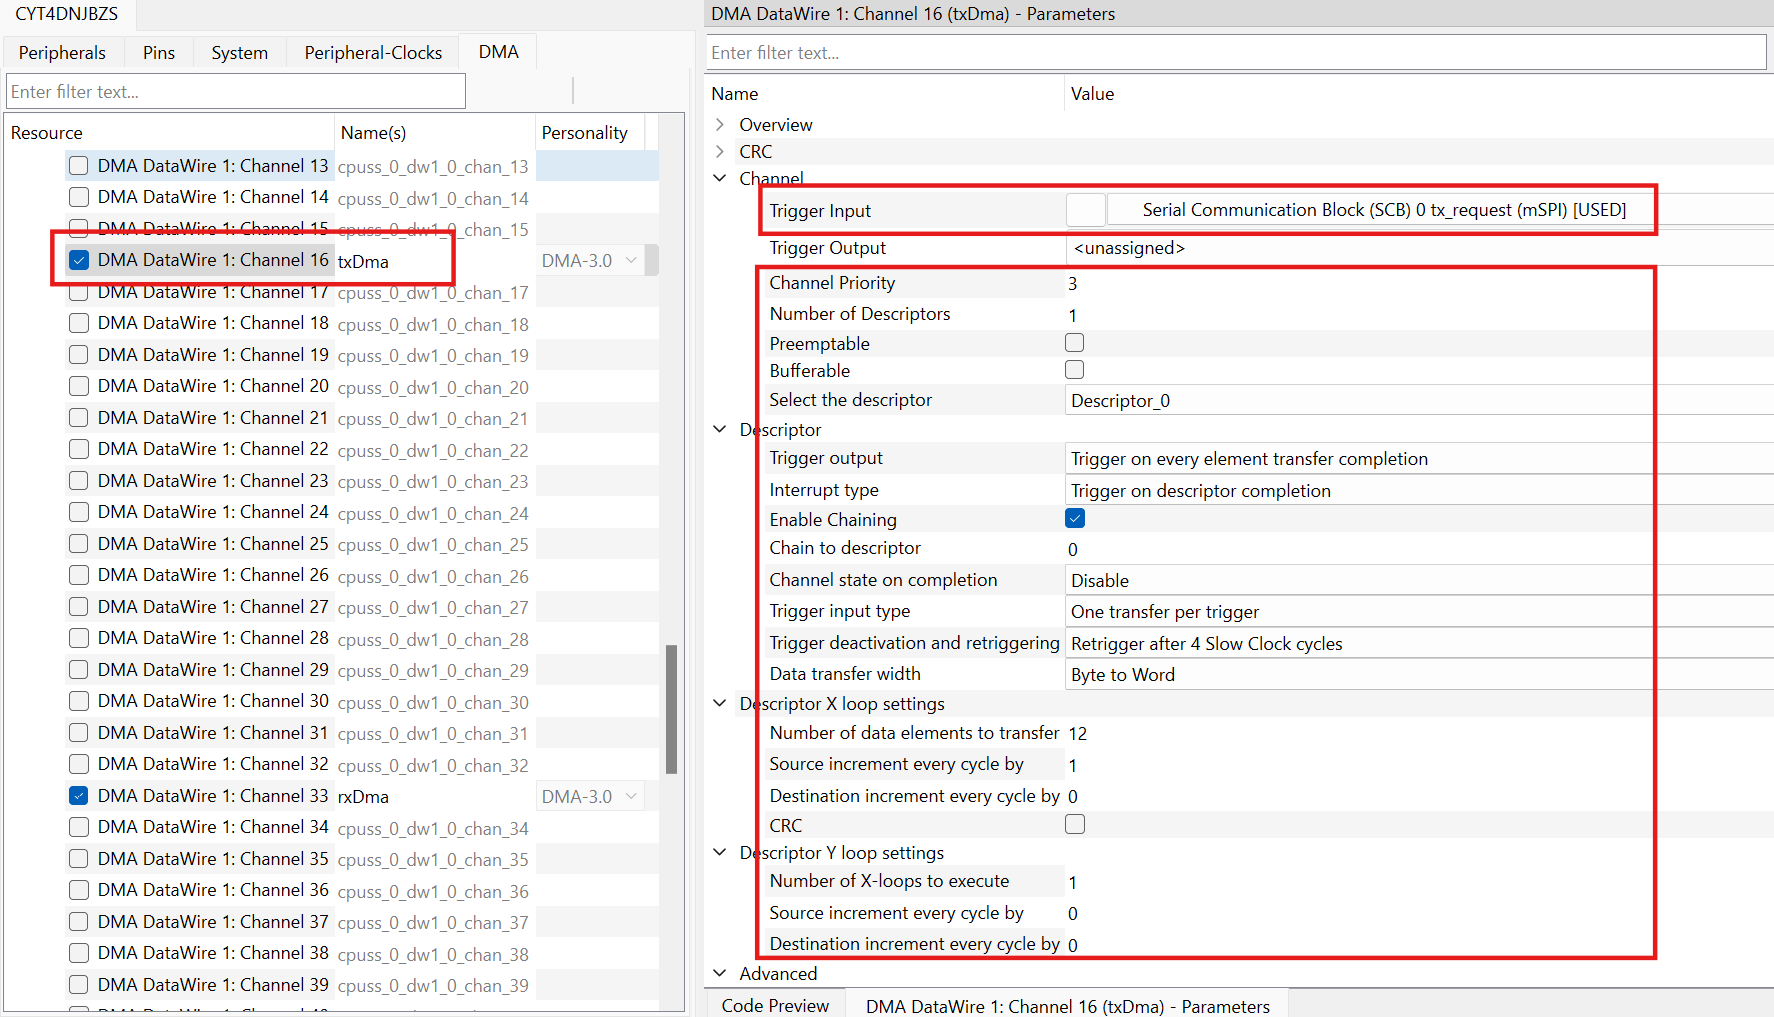 CYT4DNJBZS
Peripherals Pins System Peripheral-Clocks DMA
Enter filter text...
Resource Name(s) Personality
DMA DataWire 1: Channel 13 cpuss_0_dw1_0_chan_13
DMA DataWire 1: Channel 14 cpuss_0_dw1_0_chan_14
DMA DataWire 1: Channel 15 cpuss_0_dw1_0_chan_15
DMA DataWire 1: Channel 16 txDma DMA-3.0
DMA DataWire 1: Channel 17 cpuss_0_dw1_0_chan_17
DMA DataWire 1: Channel 18 cpuss_0_dw1_0_chan_18
DMA DataWire 1: Channel 19 cpuss_0_dw1_0_chan_19
DMA DataWire 1: Channel 20 cpuss_0_dw1_0_chan_20
DMA DataWire 1: Channel 21 cpuss_0_dw1_0_chan_21
DMA DataWire 1: Channel 22 cpuss_0_dw1_0_chan_22
DMA DataWire 1: Channel 23 cpuss_0_dw1_0_chan_23
DMA DataWire 1: Channel 24 cpuss_0_dw1_0_chan_24
DMA DataWire 1: Channel 25 cpuss_0_dw1_0_chan_25
DMA DataWire 1: Channel 26 cpuss_0_dw1_0_chan_26
DMA DataWire 1: Channel 27 cpuss_0_dw1_0_chan_27
DMA DataWire 1: Channel 28 cpuss_0_dw1_0_chan_28
DMA DataWire 1: Channel 29 cpuss_0_dw1_0_chan_29
DMA DataWire 1: Channel 30 cpuss_0_dw1_0_chan_30
DMA DataWire 1: Channel 31 cpuss_0_dw1_0_chan_31
DMA DataWire 1: Channel 32 cpuss_0_dw1_0_chan_32
DMA DataWire 1: Channel 33 rxDma DMA-3.0
DMA DataWire 1: Channel 34 cpuss_0_dw1_0_chan_34
DMA DataWire 1: Channel 35 cpuss_0_dw1_0_chan_35
DMA DataWire 1: Channel 36 cpuss_0_dw1_0_chan_36
DMA DataWire 1: Channel 37 cpuss_0_dw1_0_chan_37
DMA DataWire 1: Channel 38 cpuss_0_dw1_0_chan_38
DMA DataWire 1: Channel 39 cpuss_0_dw1_0_chan_39
DMA DataWire 1: Channel 16 (txDma) - Parameters
Enter filter text...
Name Value
Overview
CRC
Channel
Trigger Input Serial Communication Block (SCB) 0 tx_request (mSPI) [USED]
Trigger Output <unassigned>
Channel Priority 3
Number of Descriptors 1
Preemptable
Bufferable
Select the descriptor Descriptor_0
Descriptor
Trigger output Trigger on every element transfer completion
Interrupt type Trigger on descriptor completion
Enable Chaining
Chain to descriptor 0
Channel state on completion Disable
Trigger input type One transfer per trigger
Trigger deactivation and retriggering Retrigger after 4 Slow Clock cycles
Data transfer width Byte to Word
Descriptor X loop settings
Number of data elements to transfer 12
Source increment every cycle by 1
Destination increment every cycle by 0
CRC
Descriptor Y loop settings
Number of X-loops to execute 1
Source increment every cycle by 0
Destination increment every cycle by 0
Advanced
Code Preview DMA DataWire 1: Channel 16 (txDma) - Parameters